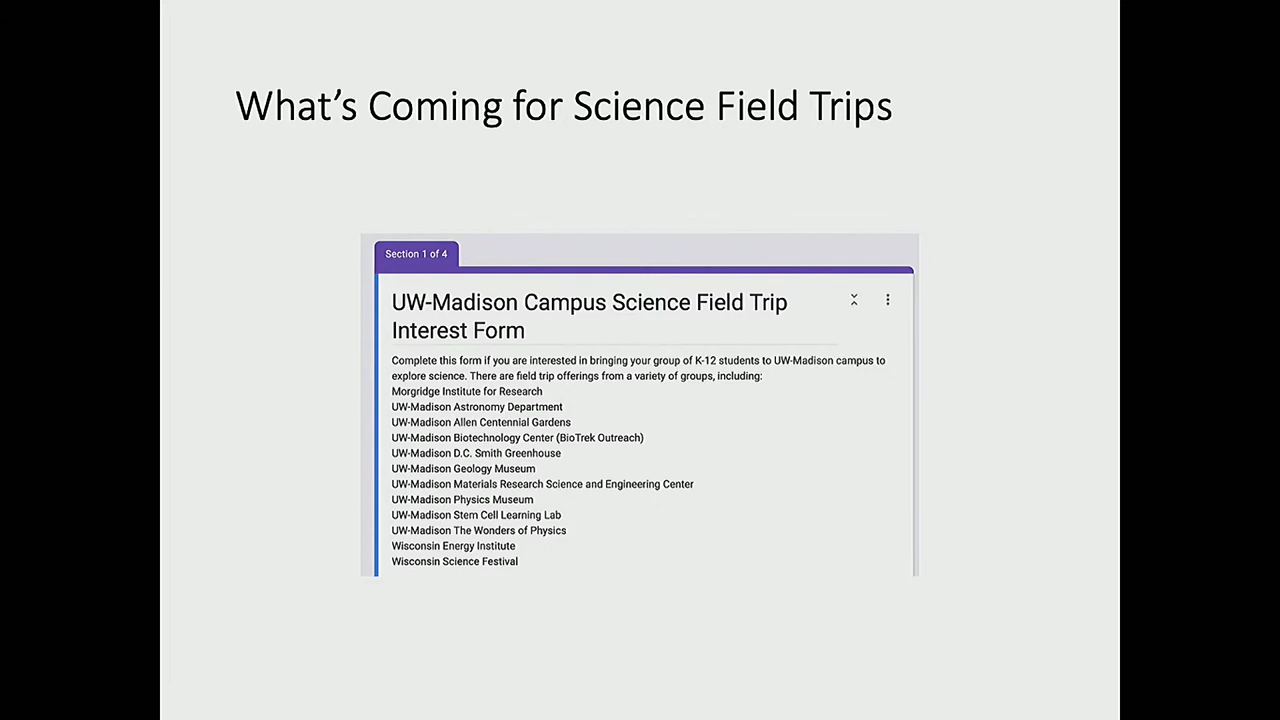 What's Coming for Science Field Trips
Section 1 of 4
UW-Madison Campus Science Field Trip
Interest Form
Complete this form if you are interested in bringing your group of K-12 students to UW-Madison campus to
explore science. There are field trip offerings from a variety of groups, including:
Morgridge Institute for Research
UW-Madison Astronomy Department
UW-Madison Allen Centennial Gardens
UW-Madison Biotechnology Center (BioTrek Outreach)
UW-Madison D.C. Smith Greenhouse
UW-Madison Geology Museum
UW-Madison Materials Research Science and Engineering Center
UW-Madison Physics Museum
UW-Madison Stem Cell Learning Lab
UW-Madison The Wonders of Physics
Wisconsin Energy Institute
Wisconsin Science Festival